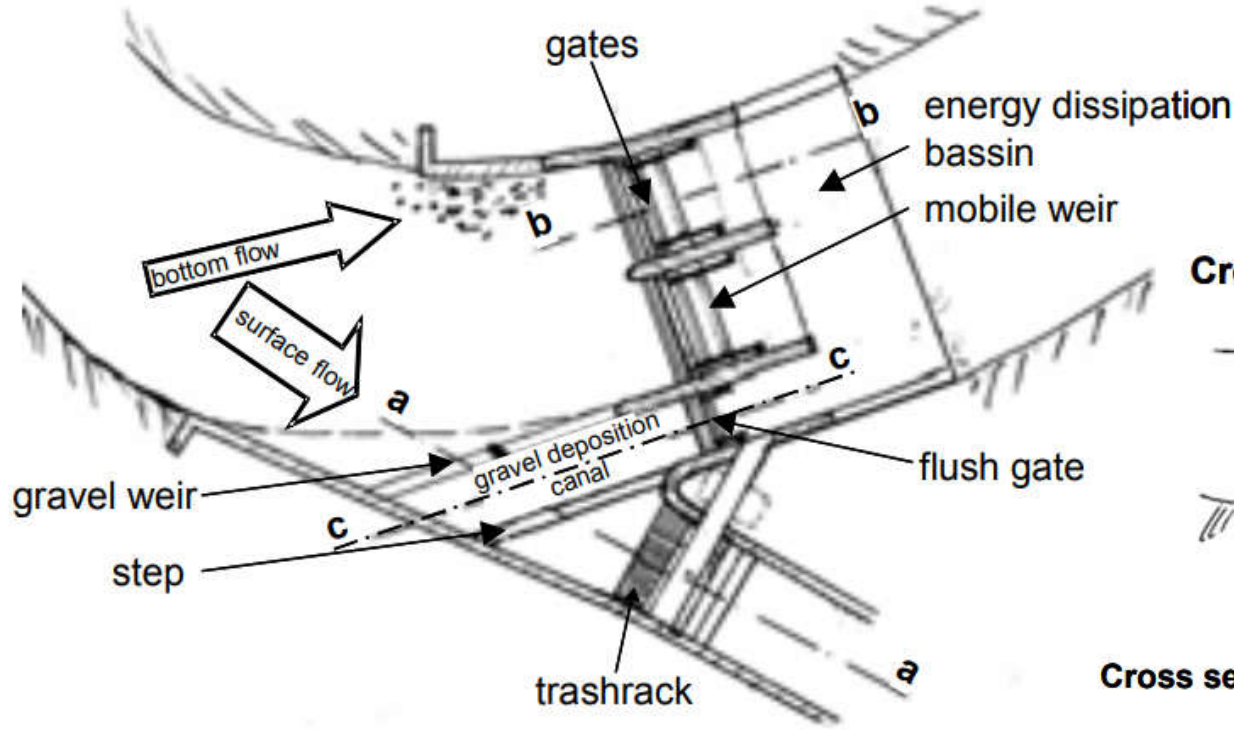 gates
b
energy dissipation
bassin
b
mobile weir
bottom flow
surface flow
Cro
a
c
gravel deposition
canal
gravel weir
flush gate
c
step
trashrack
a
Cross se